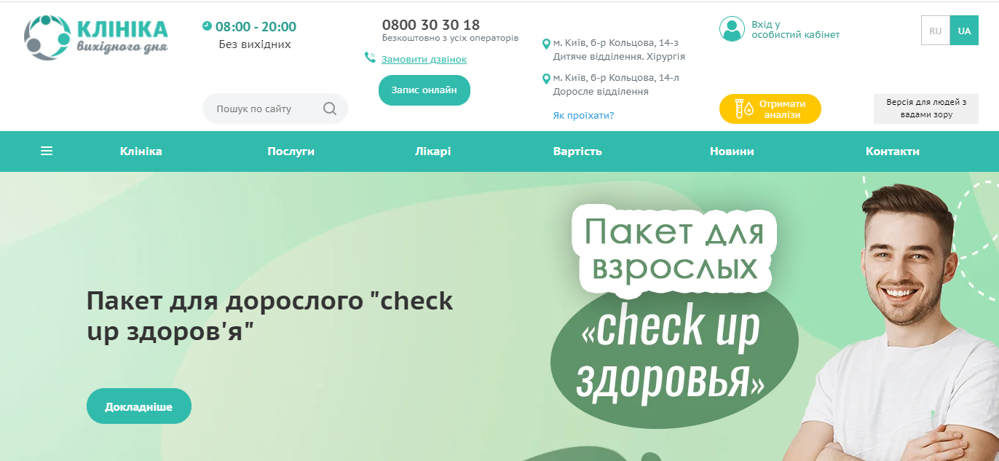 КЛІНІКА
вихідного дня
08:00 - 20:00
Без вихідних
Пошук по сайту
0800 30 30 18
Безкоштовно з усіх операторів
Замовити дзвінок
Запис онлайн
м. Київ, б-р Кольцова, 14-з
Дитяче відділення. Хірургія
м. Київ, б-р Кольцова, 14-л
Доросле відділення
Як проїхати?
Вхід у
особистий кабінет
Отримати
аналізи
RU
UA
Версія для людей з
вадами зору
Клініка
Послуги
Лікарі
Вартість
Новини
Контакти
Пакет для дорослого "check
up здоров'я"
Докладніше
Пакет для
взрослых
«check up
здоровья»